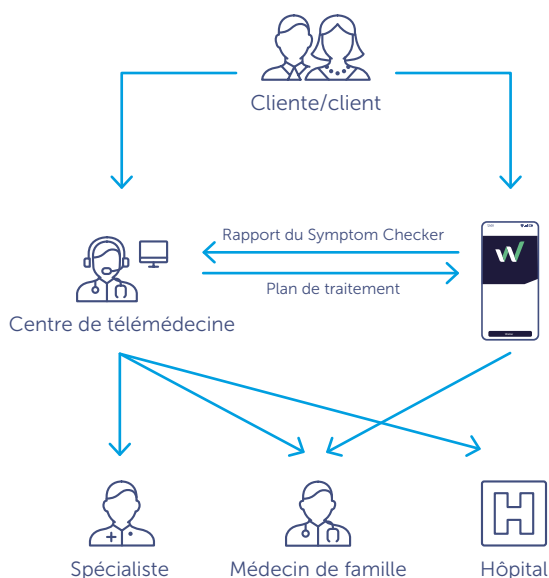 Cliente/client
Rapport du Symptom Checker
Plan de traitement
Centre de télémédecine
Spécialiste
Médecin de famille
Hôpital